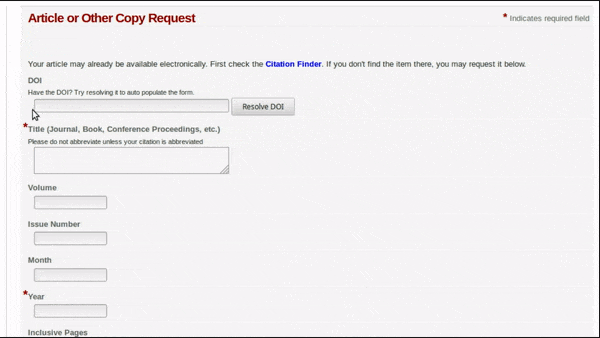 Article or Other Copy Request
* Indicates required field
Your article may already be available electronically. First check the Citation Finder. If you don't find the item there, you may request it below.
DOI
Have the DOI? Try resolving it to auto populate the form.
Resolve DOI
*Title (Journal, Book, Conference Proceedings, etc.)
Please do not abbreviate unless your citation is abbreviated
Volume
Issue Number
Month
*Year
Inclusive Pages